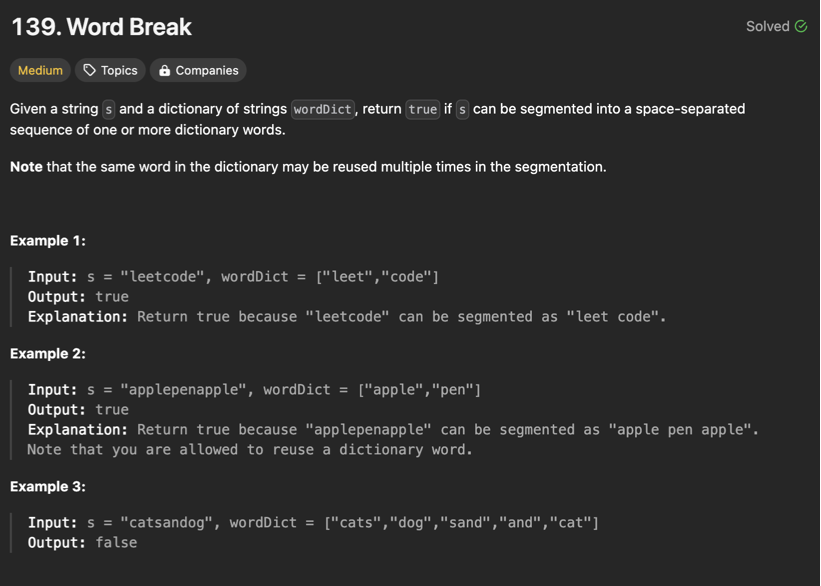 139. Word Break
Solved
Medium Topics Companies
Given a string s and a dictionary of strings wordDict, return true if s can be segmented into a space-separated
sequence of one or more dictionary words.
Note that the same word in the dictionary may be reused multiple times in the segmentation.
Example 1:
Input: s = "leetcode", wordDict = ["leet","code"]
Output: true
Explanation: Return true because "leetcode" can be segmented as "leet code".
Example 2:
Input: s = "applepenapple", wordDict = ["apple","pen"]
Output: true
Explanation: Return true because "applepenapple" can be segmented as "apple pen apple".
Note that you are allowed to reuse a dictionary word.
Example 3:
Input: s = "catsandog", wordDict = ["cats","dog","sand","and","cat"]
Output: false